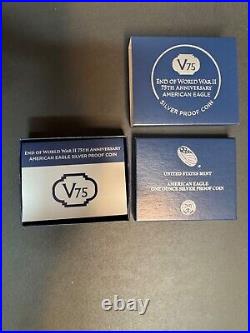 V75
END OF WORLD WAR II
75TH ANNIVERSARY
AMERICAN EAGLE
SILVER PROOF COIN
END OF WORLD WAR II 75TH ANNIVERSARY
AMERICAN EAGLE SILVER PROOF COIN
V75
UNITED STATES MINT
AMERICAN EAGLE
ONE OUNCE SILVER PROOF COIN